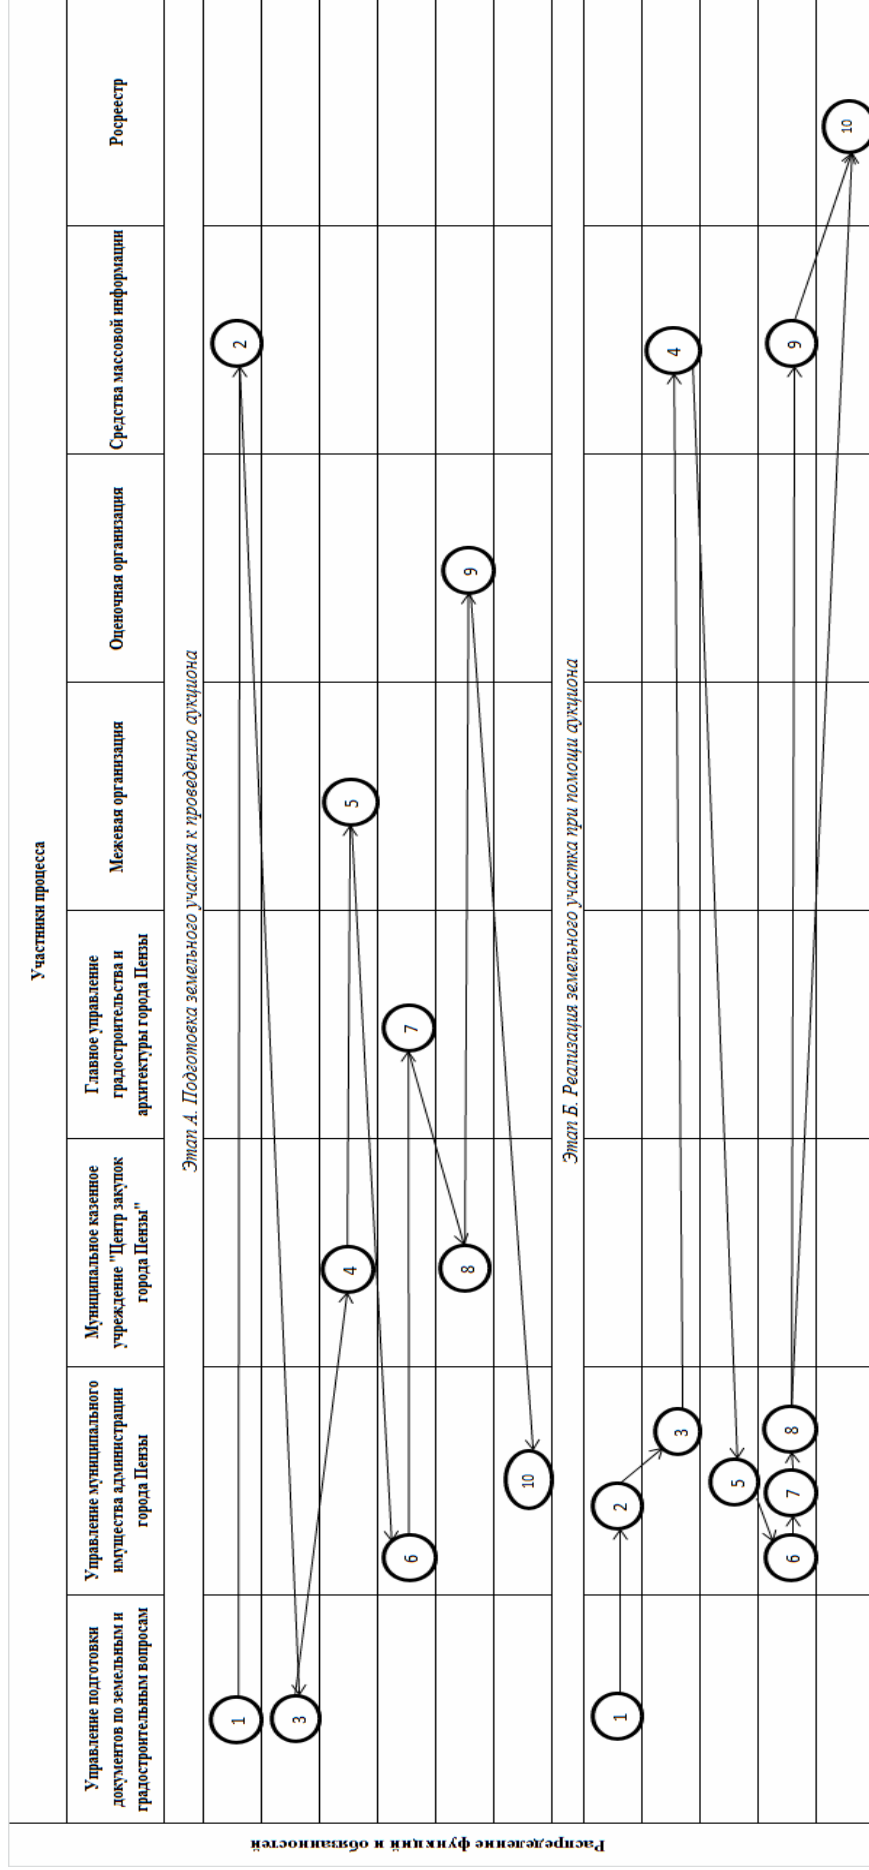 Участники процесса
Управление подготовки
документов по земельным и
градостроительным вопросам
Управление муниципального
имущества администрации
города Пензы
Муниципальное казенное
учреждение "Центр закупок
города Пензы"
Главное управление
градостроительства и
архитектуры города Пензы
Межевая организация
Оценочная организация
Средства массовой информации
Росреестр
Распределение функций и обязанностей
Этап А. Подготовка земельного участка к проведению аукциона
1
2
3
4
5
6
7
8
9
10
Этап Б. Реализация земельного участка при помощи аукциона
1
2
3
4
5
6
7
8
9
10